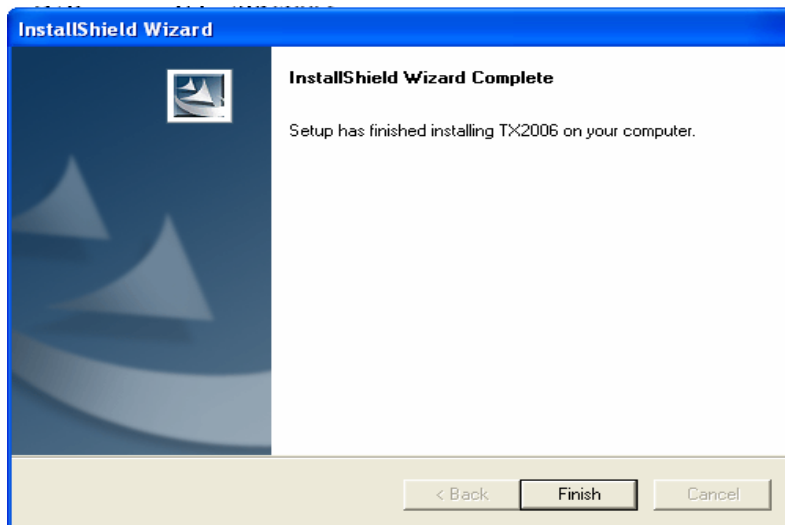 InstallShield Wizard
InstallShield Wizard Complete
Setup has finished installing TX2006 on your computer.
< Back Finish Cancel